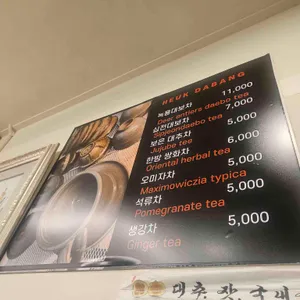 HEUK DABANG
녹용대보차 11,000
Deer antlers daebo tea
십전대보차 7,000
Sipjeondaebo tea
보은 대추차 5,000
Jujube tea
한방 쌍화차 6,000
Oriental herbal tea
오미자차 5,000
Maximowiczia typica
석류차 5,000
Pomegranate tea
생강차 5,000
Ginger tea
대추